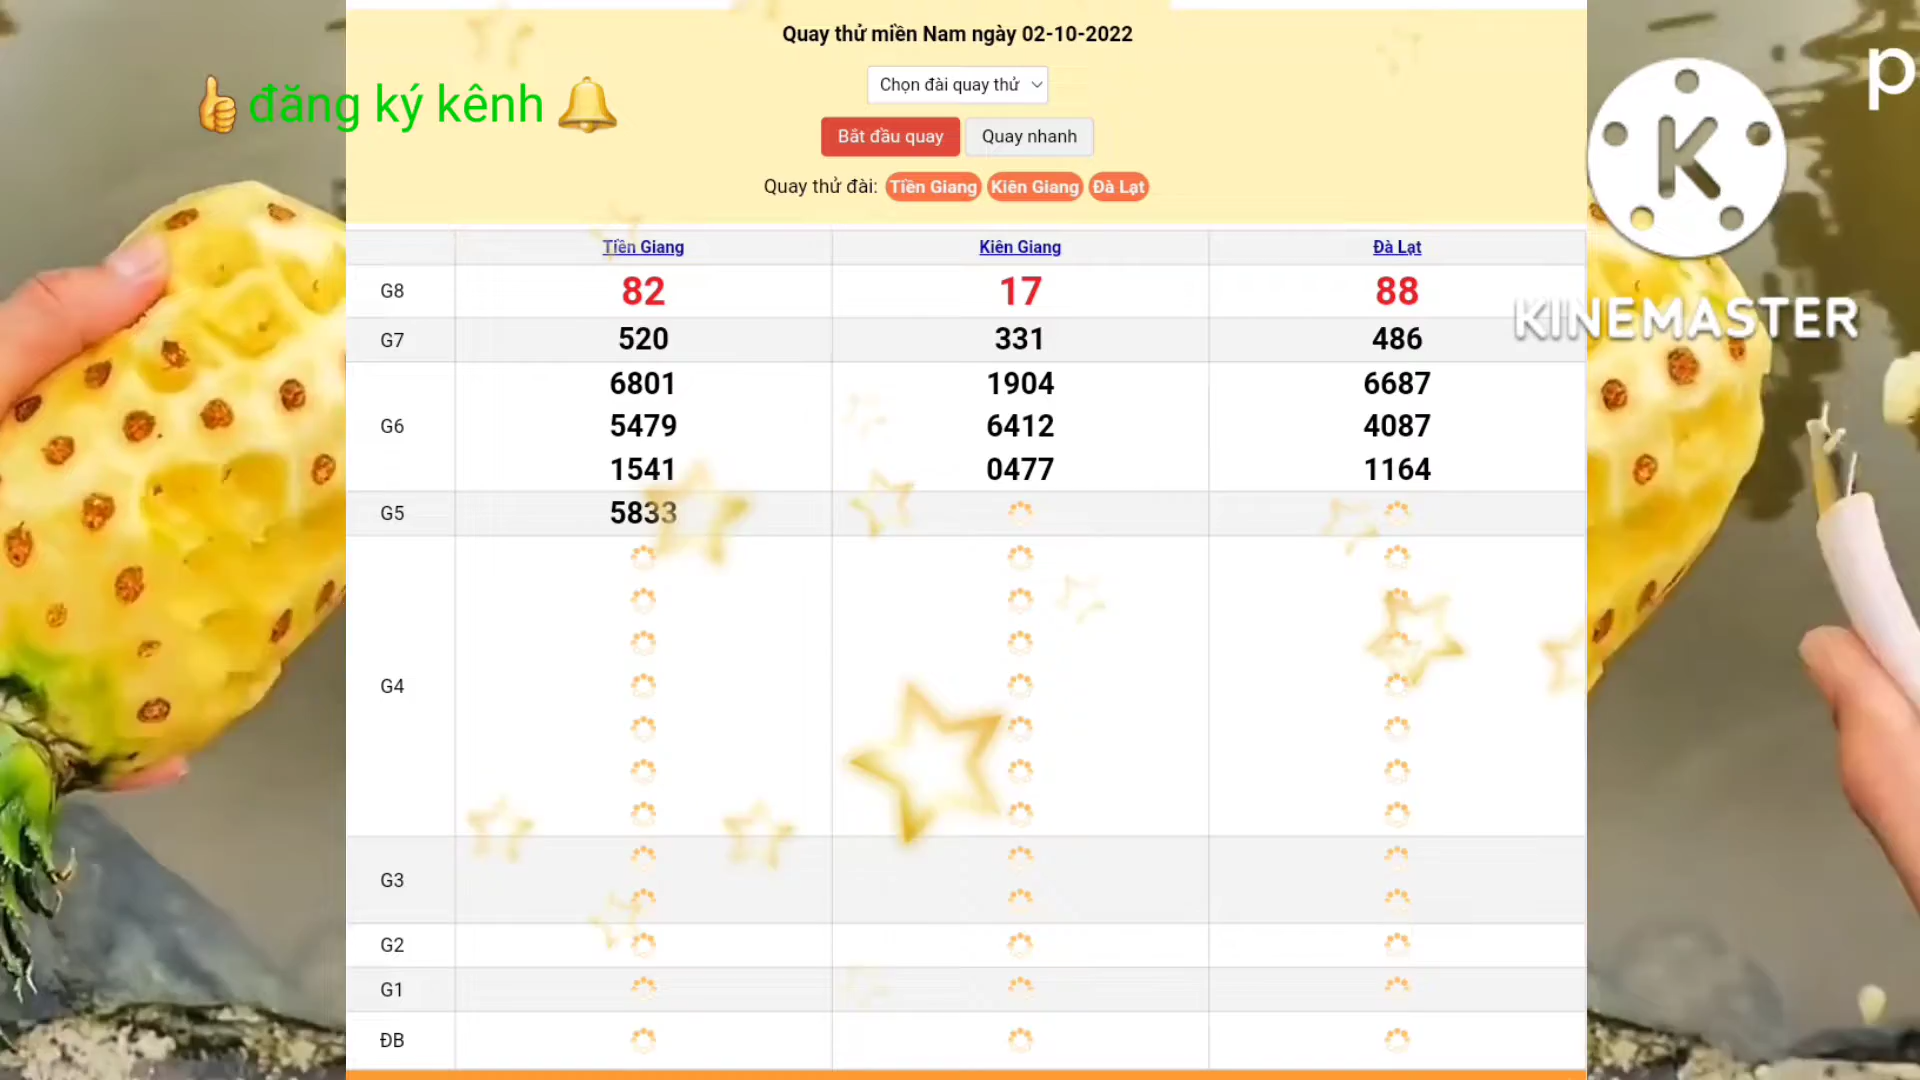 Quay thử miền Nam ngày 02-10-2022
👍 đăng ký kênh 🔔
Chọn đài quay thử
Bắt đầu quay Quay nhanh
Quay thử đài: Tiền Giang Kiên Giang Đà Lạt
Tiền Giang Kiên Giang Đà Lạt
G8 82 17 88
G7 520 331 486
G6
6801 1904 6687
5479 6412 4087
1541 0477 1164
G5 5833
G4
G3
G2
G1
ĐB
K
KINEMASTER
p